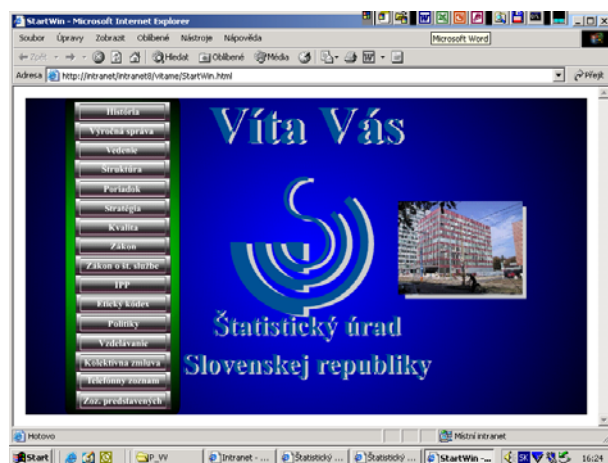 StartWin - Microsoft Internet Explorer
Microsoft Word
Soubor Úpravy Zobrazit Oblíbené Nástroje Nápověda
Zpět Hledat Oblíbené Média
Adresa http://intranet/intranet8/vitame/StartWin.html Přejít
Víta Vás
História
Výročná správa
Vedenie
Štruktúra
Poriadok
Stratégia
Kvalita
Zákon
Zákon o št. službe
IPP
Etický kódex
Politiky
Vzdelávanie
Kolektívna zmluva
Telefónny zoznam
Zoz. predstavených
Štatistický úrad
Slovenskej republiky
Hotovo Místní intranet
Start P_VV Intranet - ... Štatistický ... Štatistický ... StartWin -... SK 16:24